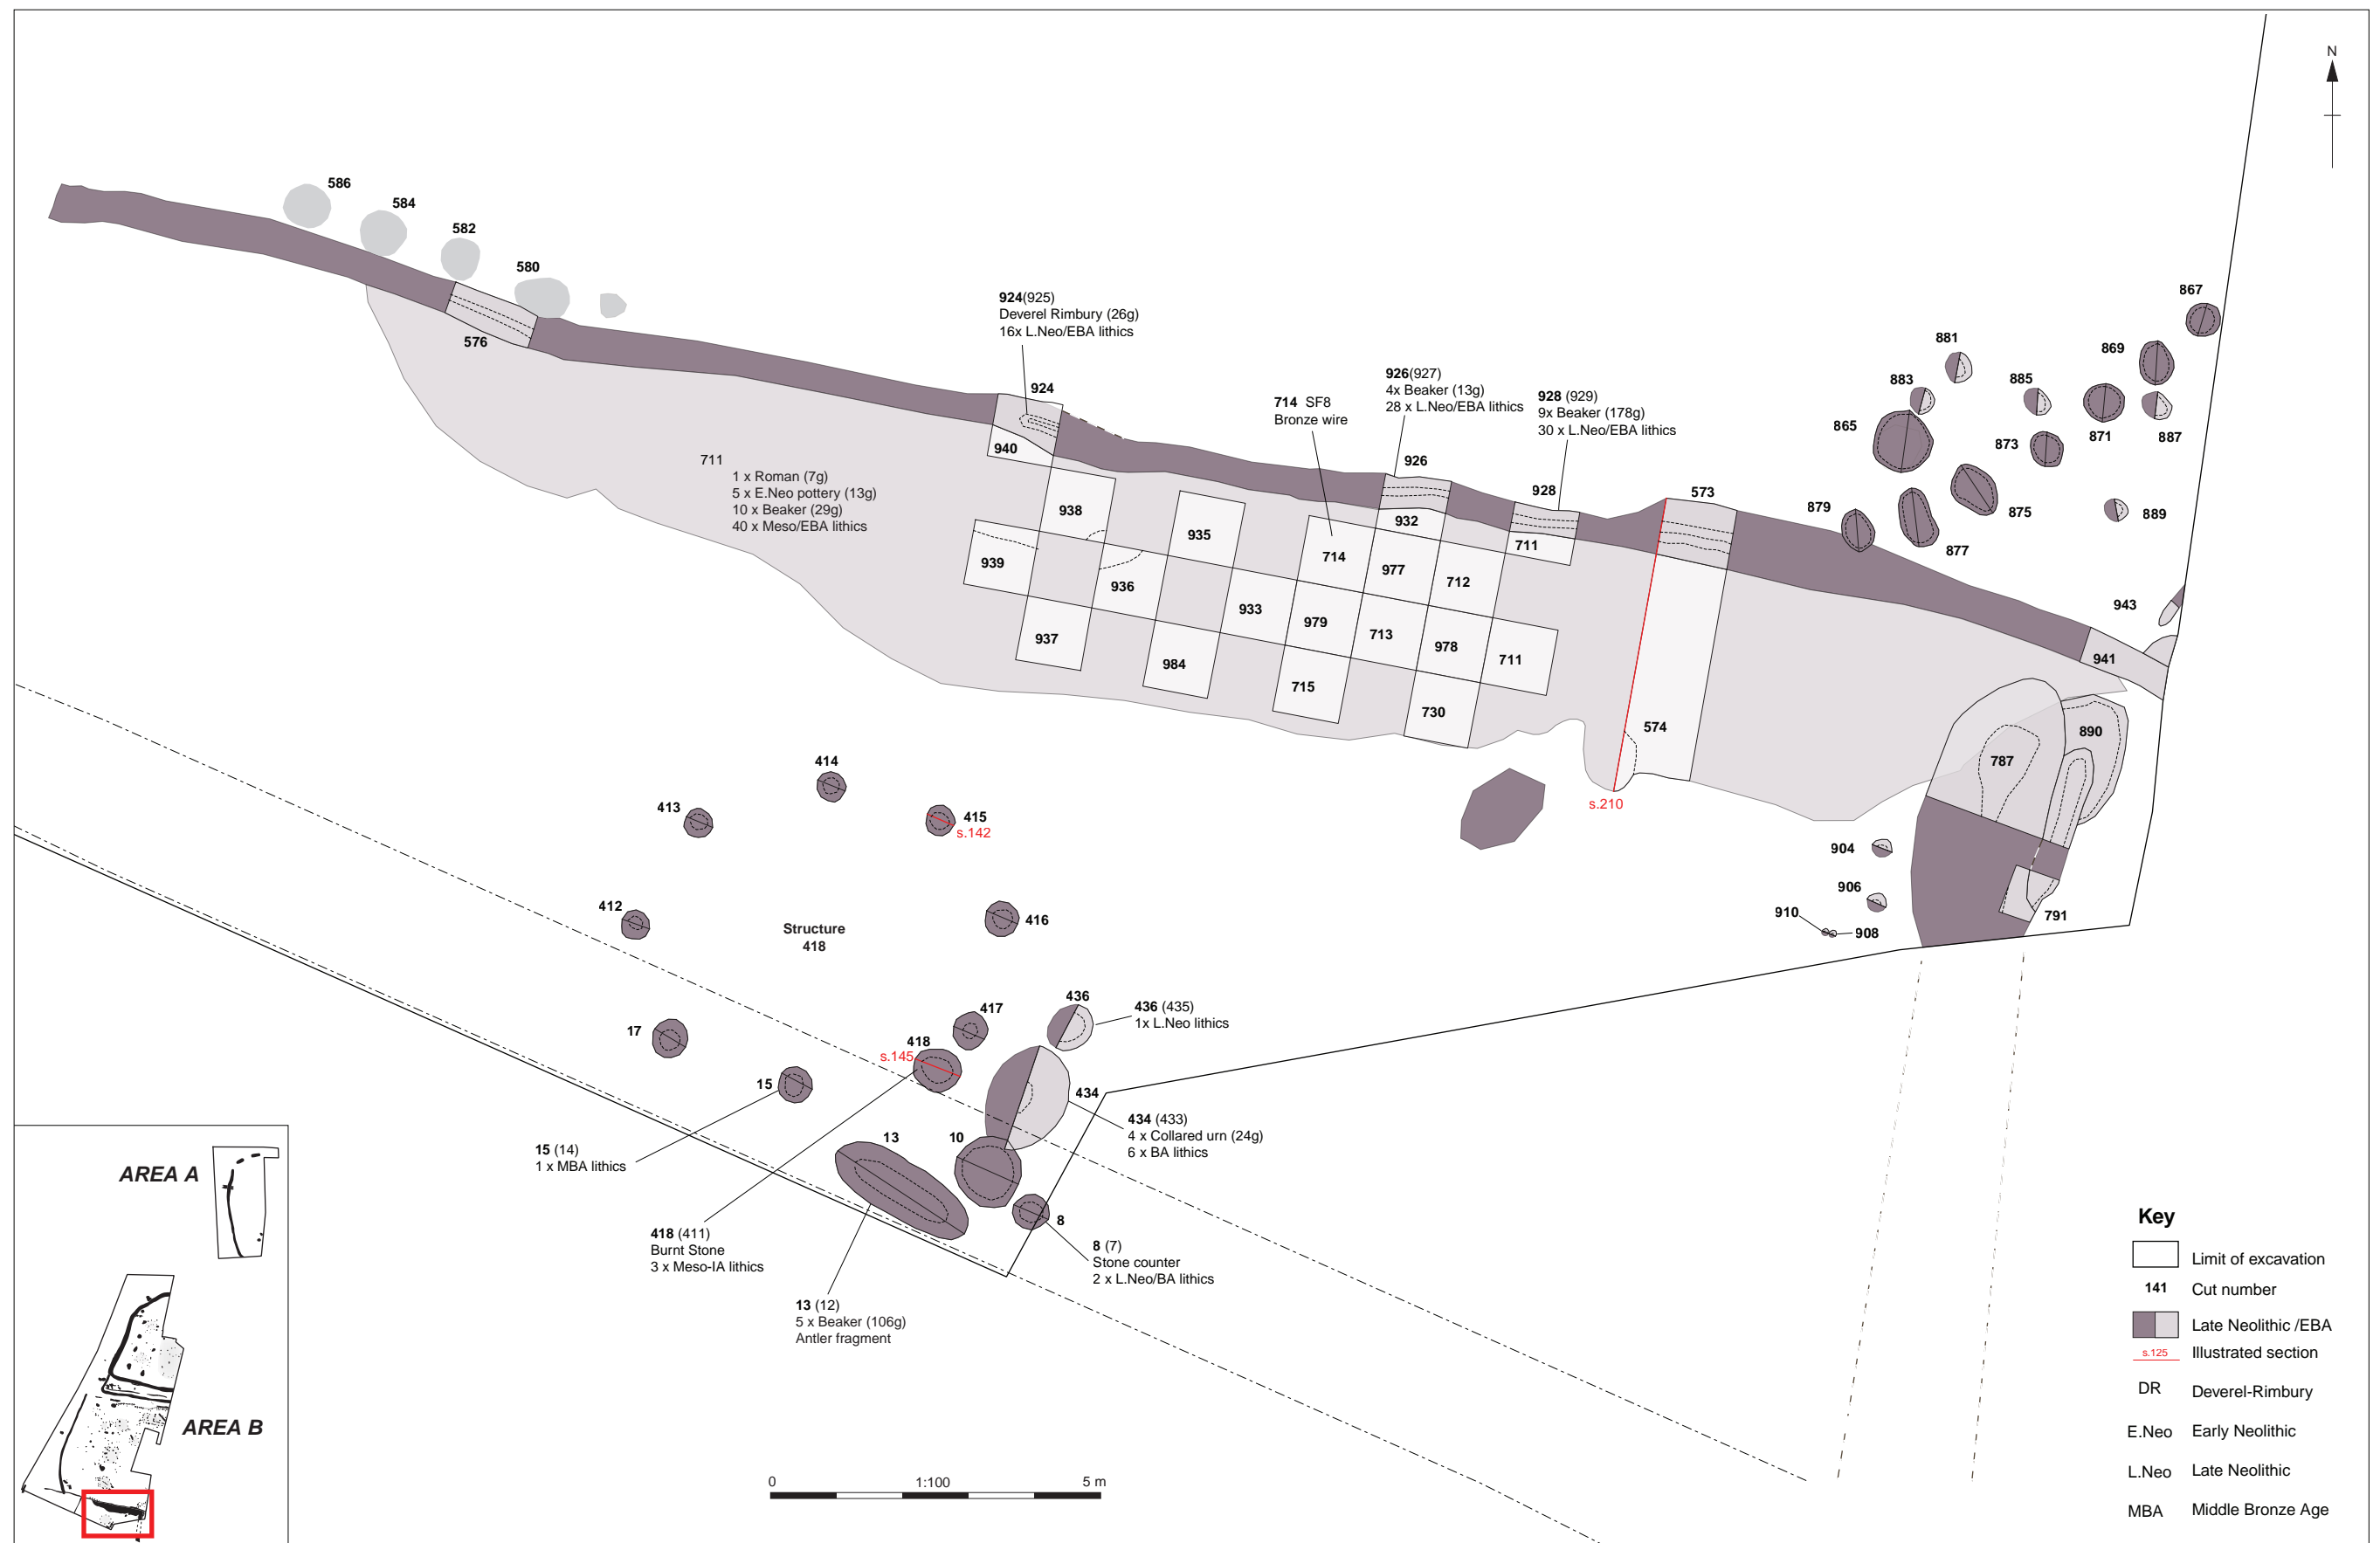 N
586
584
582
580
576
924(925)
Deverel Rimbury (26g)
16x L.Neo/EBA lithics
924
940
926(927)
4x Beaker (13g)
28 x L.Neo/EBA lithics
714 SF8
Bronze wire
928 (929)
9x Beaker (178g)
30 x L.Neo/EBA lithics
926
928
573
932
711
711
1 x Roman (7g)
5 x E.Neo pottery (13g)
10 x Beaker (29g)
40 x Meso/EBA lithics
938
935
939
936
933
937
984
714
977
712
979
713
978
711
715
730
574
s.210
867
869
881
883
885
865
871
887
873
875
889
879
877
943
941
890
787
791
904
906
910
908
414
413
415
s.142
412
416
Structure
418
17
417
418
s.145
15
436
436 (435)
1x L.Neo lithics
434
434 (433)
4 x Collared urn (24g)
6 x BA lithics
13
10
8
15 (14)
1 x MBA lithics
418 (411)
Burnt Stone
3 x Meso-IA lithics
13 (12)
5 x Beaker (106g)
Antler fragment
8 (7)
Stone counter
2 x L.Neo/BA lithics
AREA A
AREA B
0 1:100 5 m
Key
Limit of excavation
141 Cut number
Late Neolithic /EBA
s.125 Illustrated section
DR Deverel-Rimbury
E.Neo Early Neolithic
L.Neo Late Neolithic
MBA Middle Bronze Age